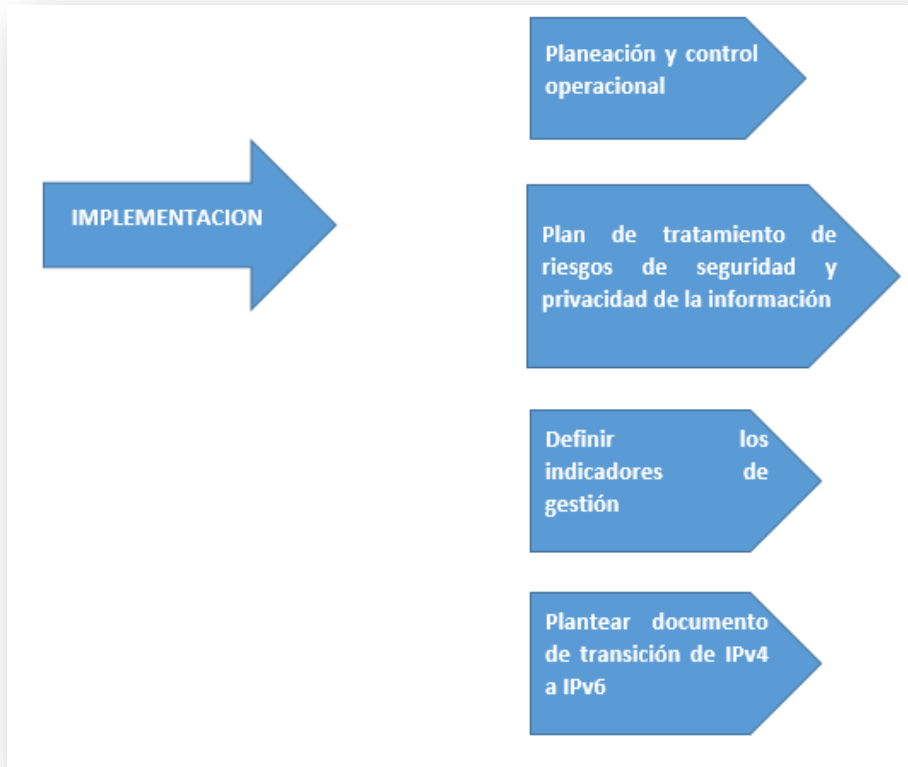 Planeación y control
operacional
IMPLEMENTACION
Plan de tratamiento de
riesgos de seguridad y
privacidad de la información
Definir los
indicadores de
gestión
Plantear documento
de transición de IPv4
a IPv6